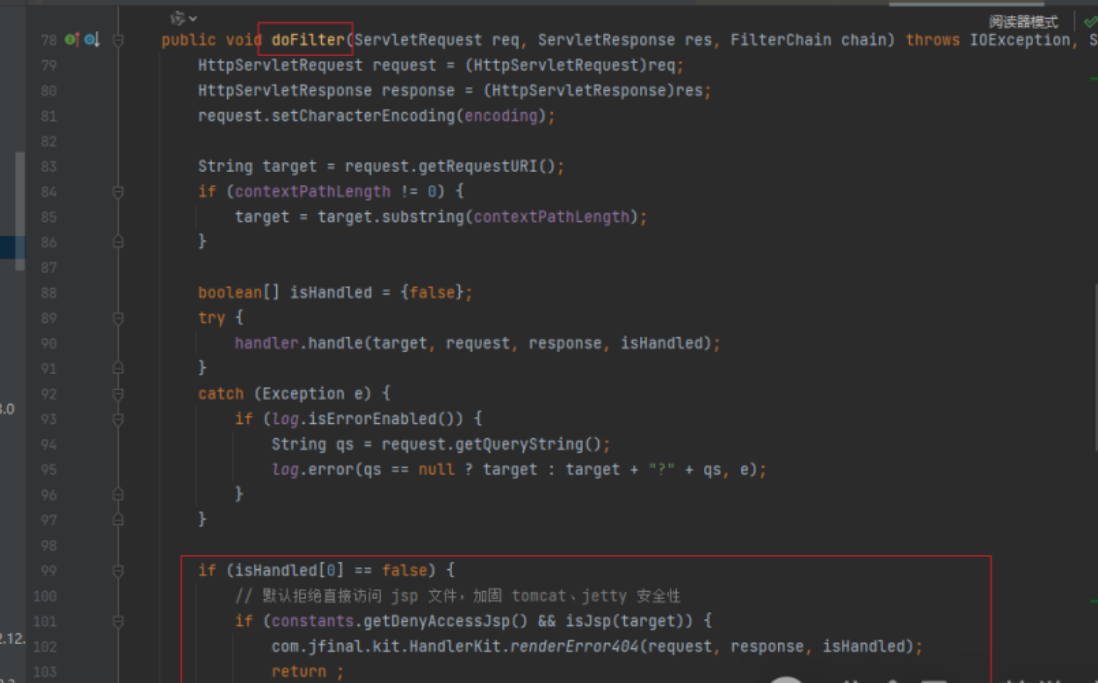 阅读器模式
78 public void doFilter(ServletRequest req, ServletResponse res, FilterChain chain) throws IOException, S
79 HttpServletRequest request = (HttpServletRequest)req;
80 HttpServletResponse response = (HttpServletResponse)res;
81 request.setCharacterEncoding(encoding);
82
83 String target = request.getRequestURI();
84 if (contextPathLength != 0) {
85 target = target.substring(contextPathLength);
86 }
87
88 boolean[] isHandled = {false};
89 try {
90 handler.handle(target, request, response, isHandled);
91 }
92 catch (Exception e) {
3.0
93 if (log.isErrorEnabled()) {
94 String qs = request.getQueryString();
95 log.error(qs == null ? target : target + "?" + qs, e);
96 }
97 }
98
99 if (isHandled[0] == false) {
100 // 默认拒绝直接访问 jsp 文件，加固 tomcat、jetty 安全性
101 if (constants.getDenyAccessJsp() && isJsp(target)) {
2.12.
102 com.jfinal.kit.HandlerKit.renderError404(request, response, isHandled);
103 return ;